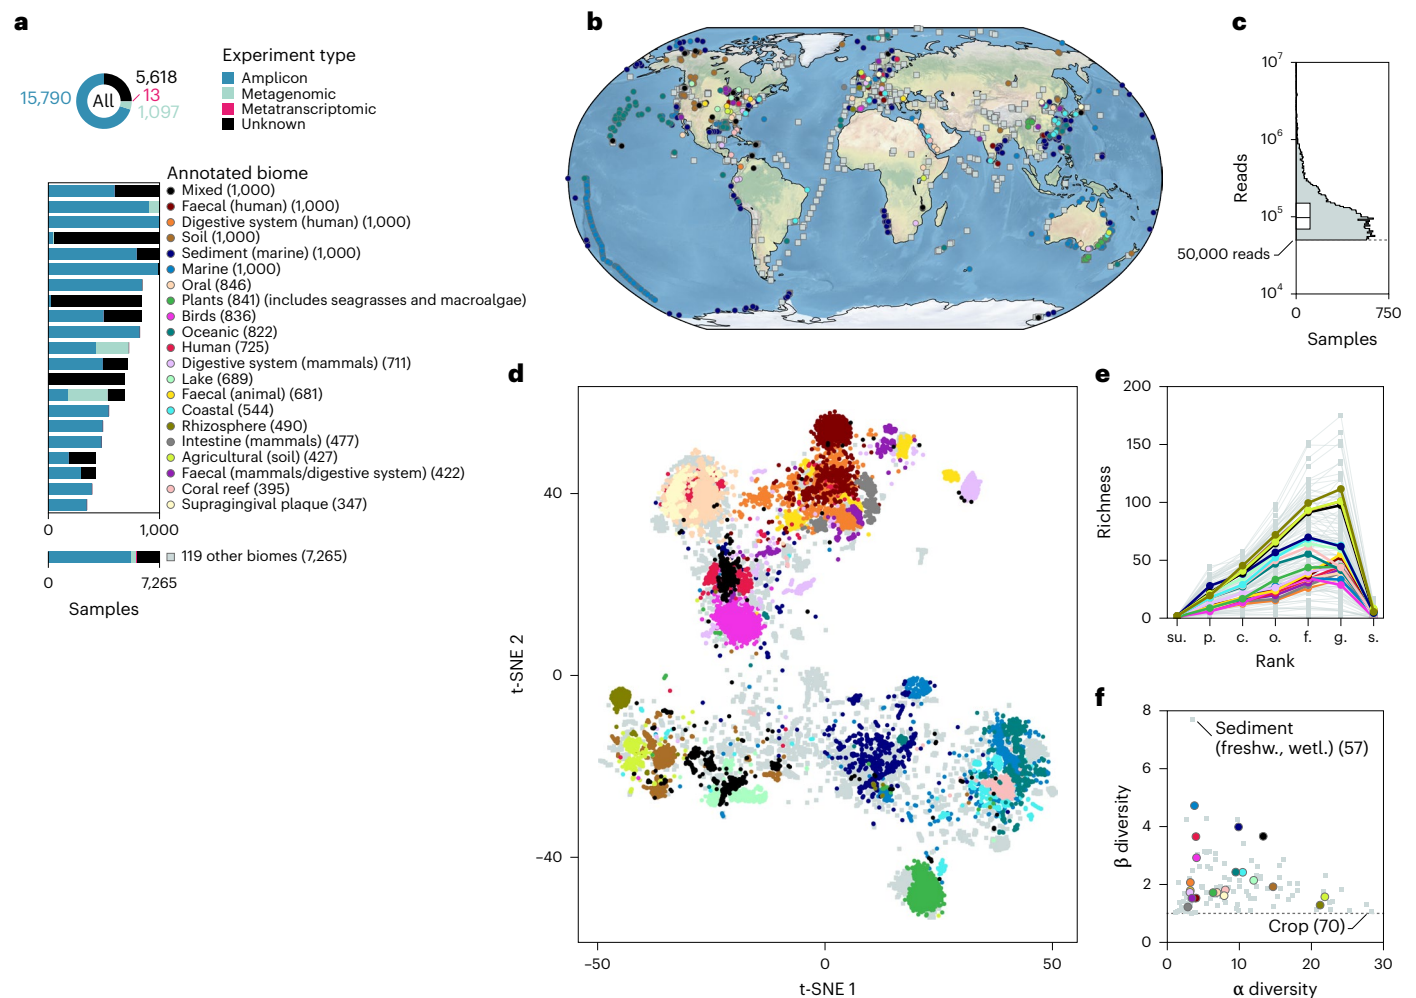 a
15,790
All
5,618
13
1,097
Experiment type
Amplicon
Metagenomic
Metatranscriptomic
Unknown
Annotated biome
Mixed (1,000)
Faecal (human) (1,000)
Digestive system (human) (1,000)
Soil (1,000)
Sediment (marine) (1,000)
Marine (1,000)
Oral (846)
Plants (841) (includes seagrasses and macroalgae)
Birds (836)
Oceanic (822)
Human (725)
Digestive system (mammals) (711)
Lake (689)
Faecal (animal) (681)
Coastal (544)
Rhizosphere (490)
Intestine (mammals) (477)
Agricultural (soil) (427)
Faecal (mammals/digestive system) (422)
Coral reef (395)
Supragingival plaque (347)
0 1,000
119 other biomes (7,265)
0 7,265
Samples
b
c
10⁷
10⁶
10⁵
10⁴
Reads
50,000 reads
0 750
Samples
d
40
0
−40
t-SNE 2
−50 0 50
t-SNE 1
e
200
150
100
50
0
Richness
su. p. c. o. f. g. s.
Rank
f
8
6
4
2
0
β diversity
Sediment
(freshw., wetl.) (57)
Crop (70)
0 10 20 30
α diversity